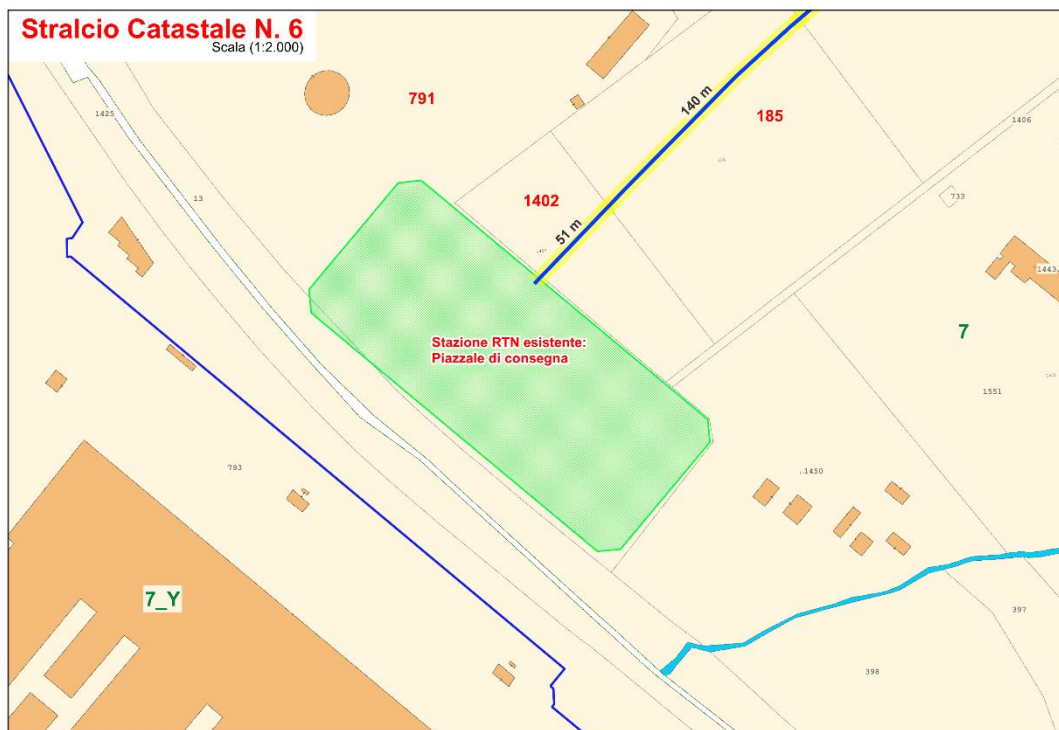 Stralcio Catastale N. 6
Scala (1:2.000)
791
140 m
185
1425
1406
13
1402
733
51 m
1443
Stazione RTN esistente:
Piazzale di consegna
7
1551
793
1450
7_Y
397
398